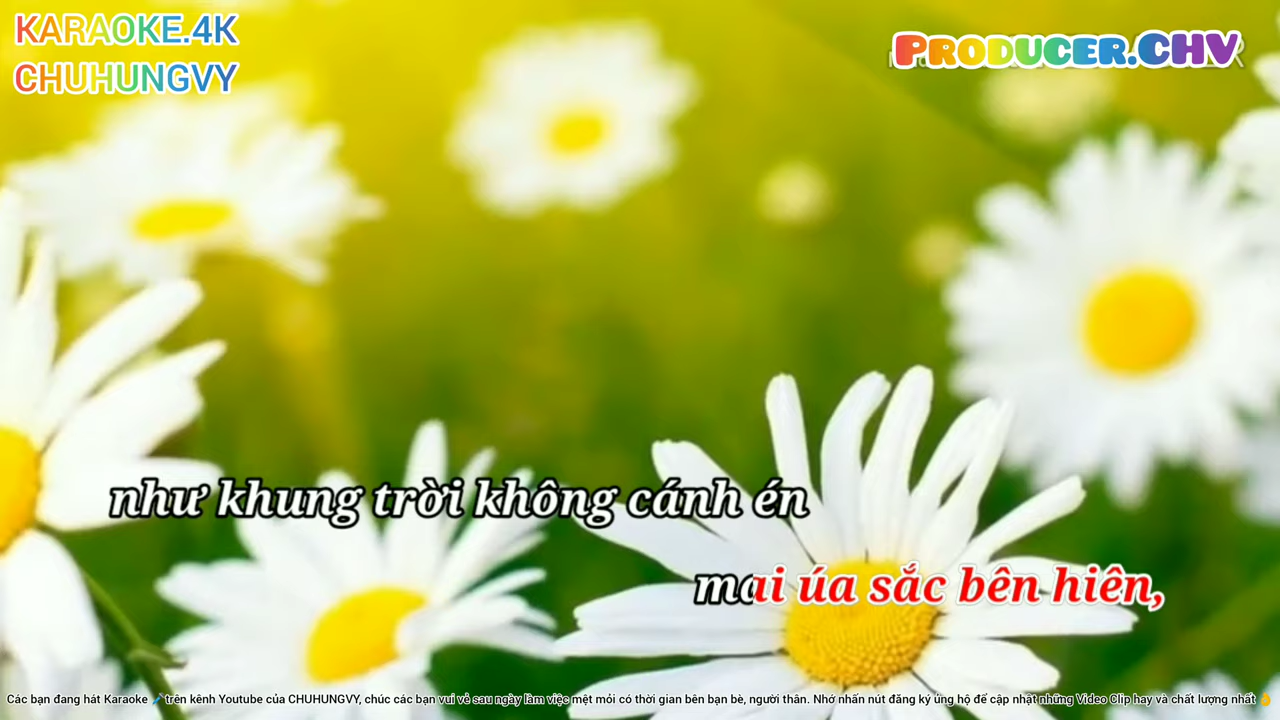 KARAOKE.4K
CHUHUNGVY
PRODUCER.CHV
như khung trời không cánh én
mai úa sắc bên hiên,
Các bạn đang hát Karaoke 🎤 trên kênh Youtube của CHUHUNGVY, chúc các bạn vui vẻ sau ngày làm việc mệt mỏi có thời gian bên bạn bè, người thân. Nhớ nhấn nút đăng ký ủng hộ để cập nhật những Video Clip hay và chất lượng nhất 👌